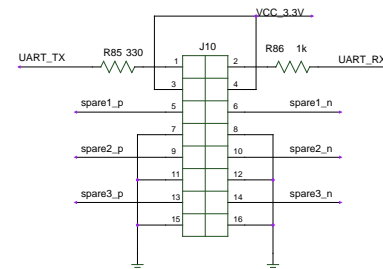 VCC_3.3V
J10
R85 330
R86 1k
UART_TX
UART_RX
1 2
3 4
spare1_p 5 6 spare1_n
7 8
spare2_p 9 10 spare2_n
11 12
spare3_p 13 14 spare3_n
15 16